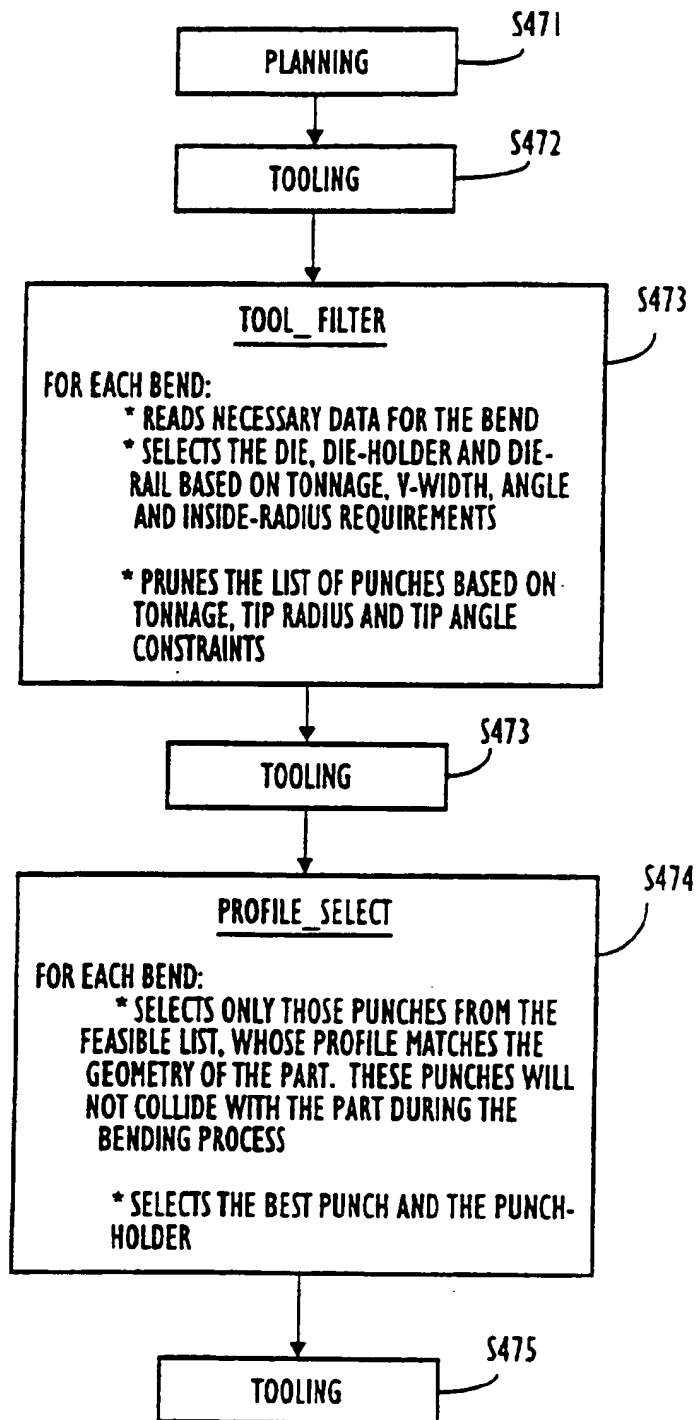 S471
PLANNING
S472
TOOLING
S473
TOOL_FILTER
FOR EACH BEND:
* READS NECESSARY DATA FOR THE BEND
* SELECTS THE DIE, DIE-HOLDER AND DIE-
RAIL BASED ON TONNAGE, V-WIDTH, ANGLE
AND INSIDE-RADIUS REQUIREMENTS
* PRUNES THE LIST OF PUNCHES BASED ON
TONNAGE, TIP RADIUS AND TIP ANGLE
CONSTRAINTS
S473
TOOLING
S474
PROFILE_SELECT
FOR EACH BEND:
* SELECTS ONLY THOSE PUNCHES FROM THE
FEASIBLE LIST, WHOSE PROFILE MATCHES THE
GEOMETRY OF THE PART. THESE PUNCHES WILL
NOT COLLIDE WITH THE PART DURING THE
BENDING PROCESS
* SELECTS THE BEST PUNCH AND THE PUNCH-
HOLDER
S475
TOOLING